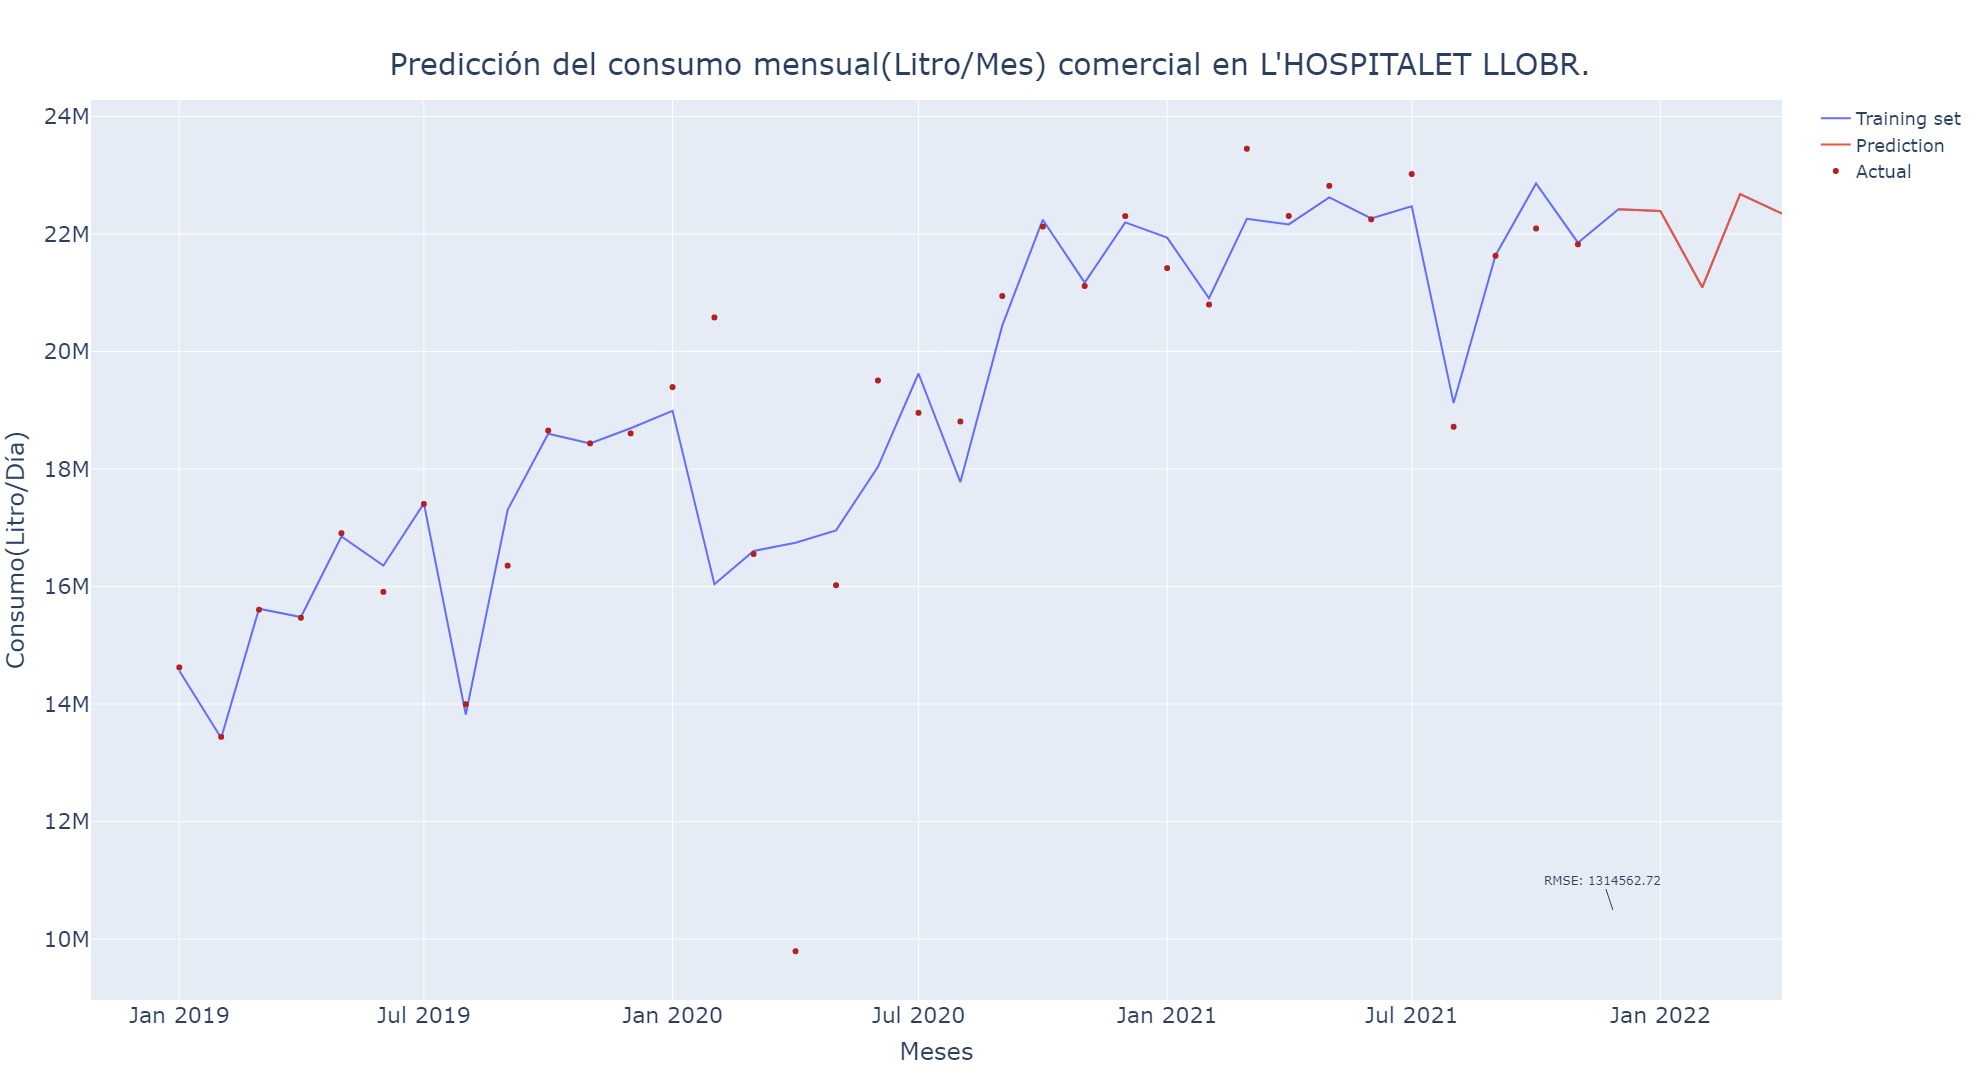 Predicción del consumo mensual(Litro/Mes) comercial en L'HOSPITALET LLOBR.
Training set
Prediction
Actual
24M
22M
20M
18M
16M
14M
12M
10M
Consumo(Litro/Día)
RMSE: 1314562.72
Jan 2019
Jul 2019
Jan 2020
Jul 2020
Jan 2021
Jul 2021
Jan 2022
Meses